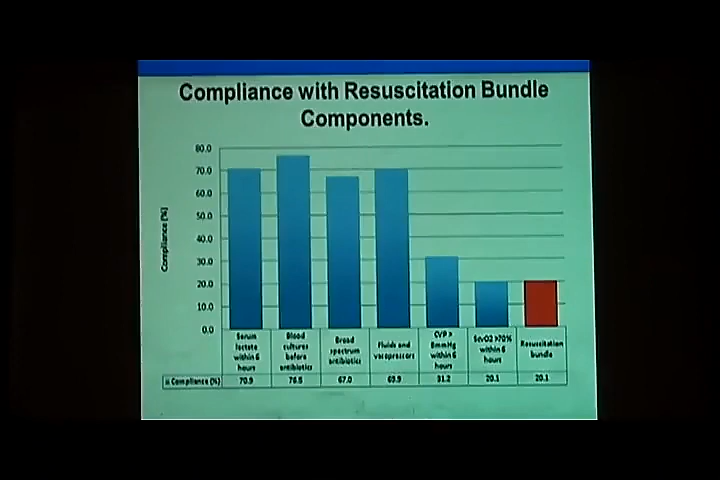 Compliance with Resuscitation Bundle
Components.
80.0
70.0
60.0
50.0
40.0
30.0
20.0
10.0
0.0
Compliance (%)
Serum
lactate
within 6
hours
Blood
cultures
before
antibiotics
Broad
spectrum
antibiotics
Fluids and
vasopressors
CVP >
8mmHg
within 6
hours
ScvO2 >70%
within 6
hours
Resuscitation
bundle
Compliance (%) 70.9 76.5 67.0 69.9 31.2 20.1 20.1